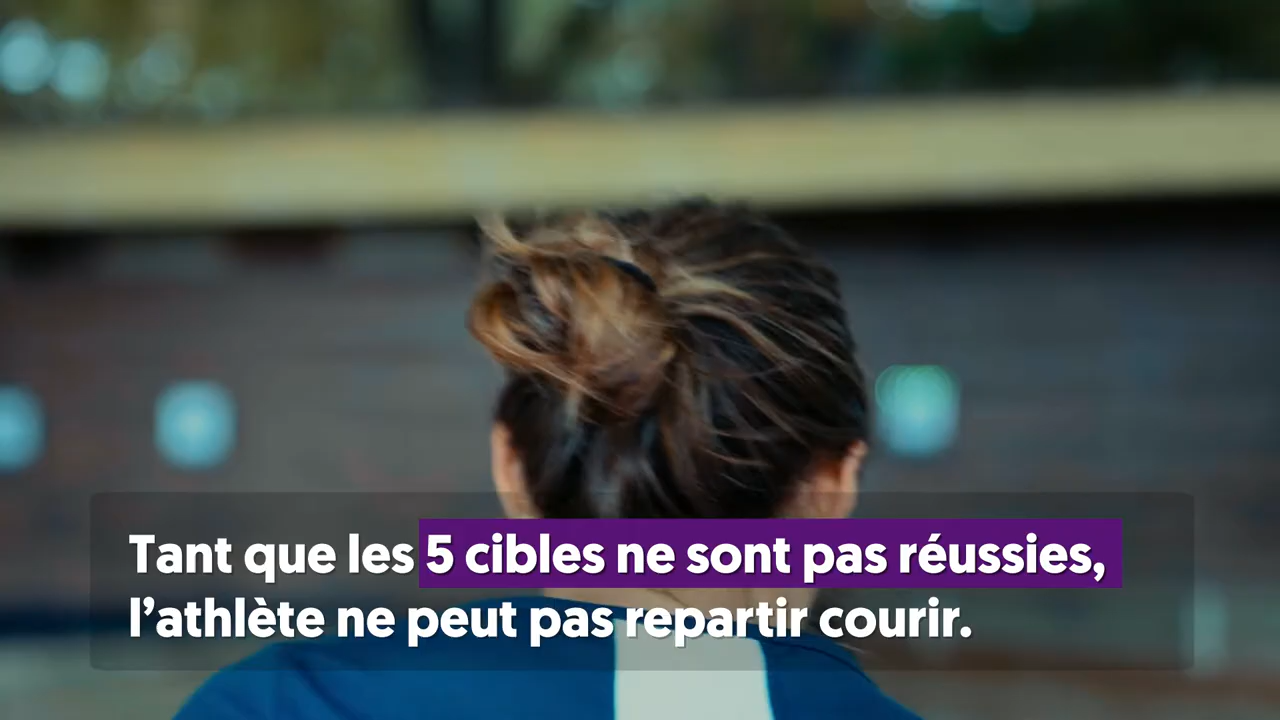 Tant que les 5 cibles ne sont pas réussies,
l’athlète ne peut pas repartir courir.